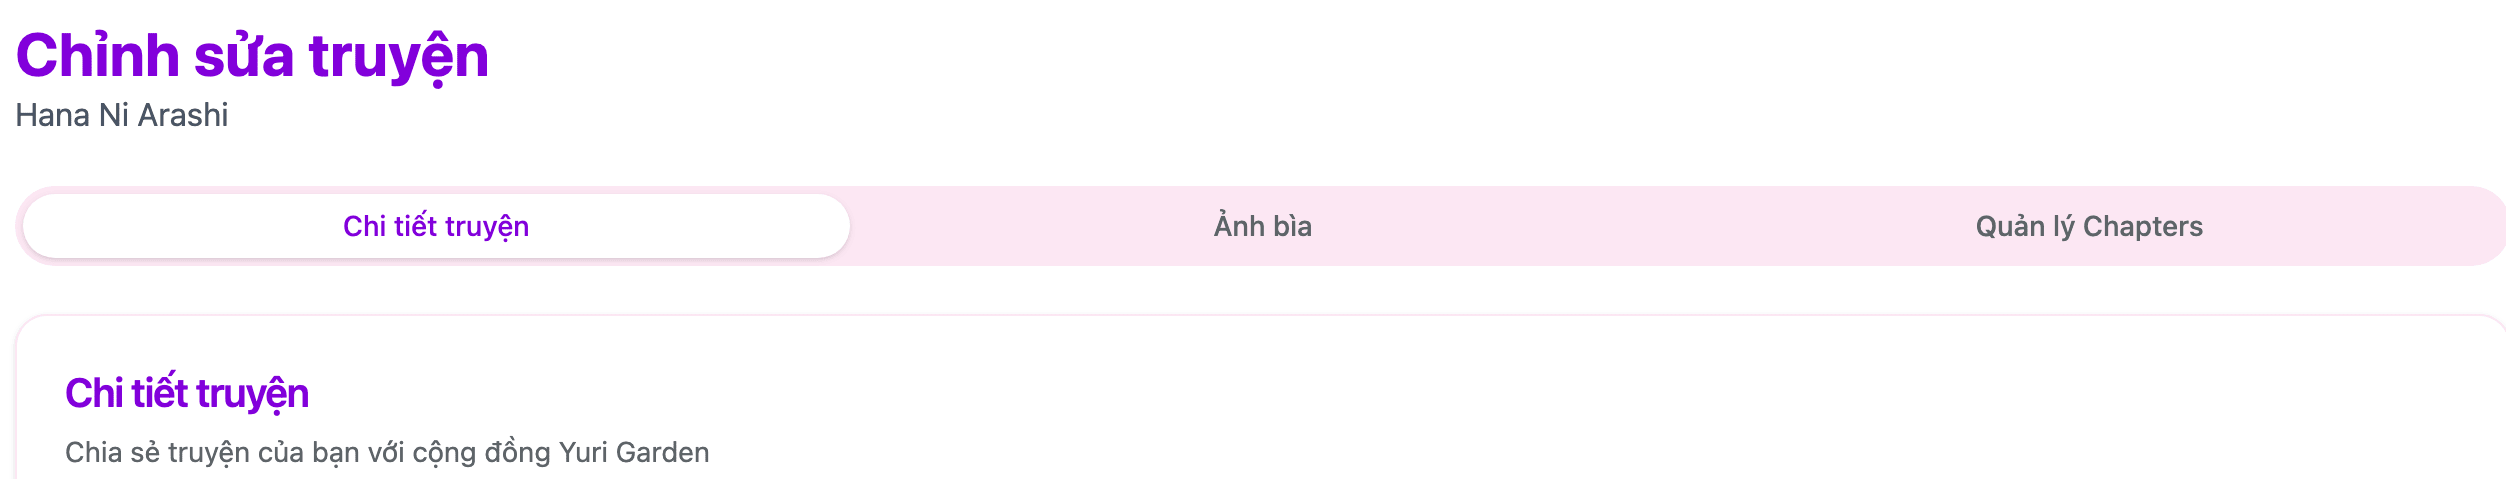 Chỉnh sửa truyện
Hana Ni Arashi
Chi tiết truyện
Ảnh bìa
Quản lý Chapters
Chi tiết truyện
Chia sẻ truyện của bạn với cộng đồng Yuri Garden